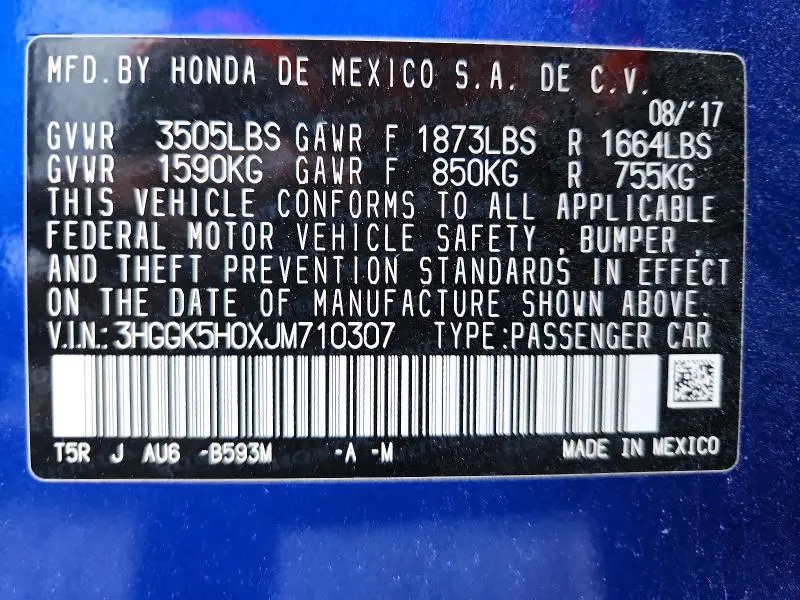 MFD.BY HONDA DE MEXICO S.A. DE C.V.
08/'17
GVWR 3505LBS GAWR F 1873LBS R 1664LBS
GVWR 1590KG GAWR F 850KG R 755KG
THIS VEHICLE CONFORMS TO ALL APPLICABLE
FEDERAL MOTOR VEHICLE SAFETY , BUMPER ,
AND THEFT PREVENTION STANDARDS IN EFFECT
ON THE DATE OF MANUFACTURE SHOWN ABOVE.
V.I.N.: 3HGGK5H0XJM710307 TYPE:PASSENGER CAR
T5R J AU6 -B593M -A -M MADE IN MEXICO